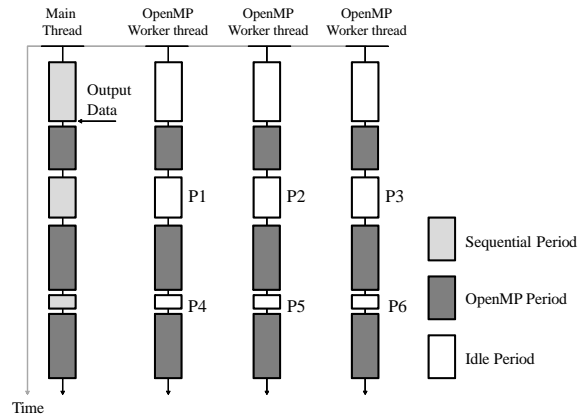 Main
Thread
OpenMP
Worker thread
OpenMP
Worker thread
OpenMP
Worker thread
Output
Data
P1
P2
P3
P4
P5
P6
Sequential Period
OpenMP Period
Idle Period
Time